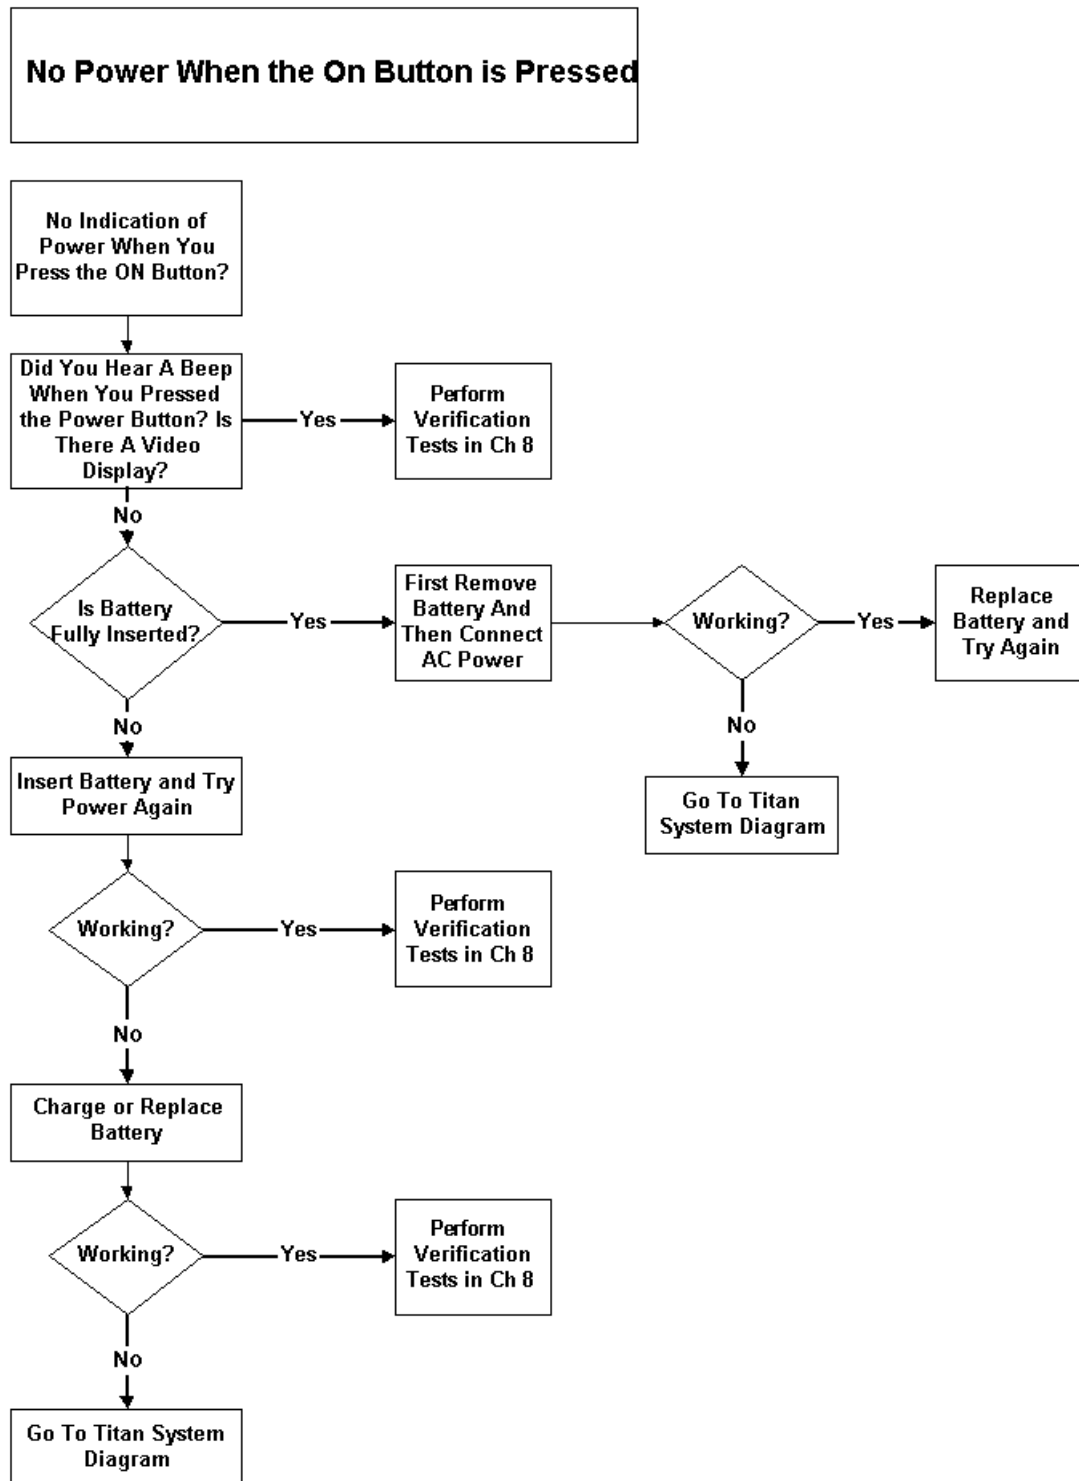 No Power When the On Button is Pressed
No Indication of
Power When You
Press the ON Button?
Did You Hear A Beep
When You Pressed
the Power Button? Is
There A Video
Display?
Yes
Perform
Verification
Tests in Ch 8
No
Is Battery
Fully Inserted?
Yes
First Remove
Battery And
Then Connect
AC Power
Working?
Yes
Replace
Battery and
Try Again
No
Go To Titan
System Diagram
No
Insert Battery and Try
Power Again
Working?
Yes
Perform
Verification
Tests in Ch 8
No
Charge or Replace
Battery
Working?
Yes
Perform
Verification
Tests in Ch 8
No
Go To Titan System
Diagram